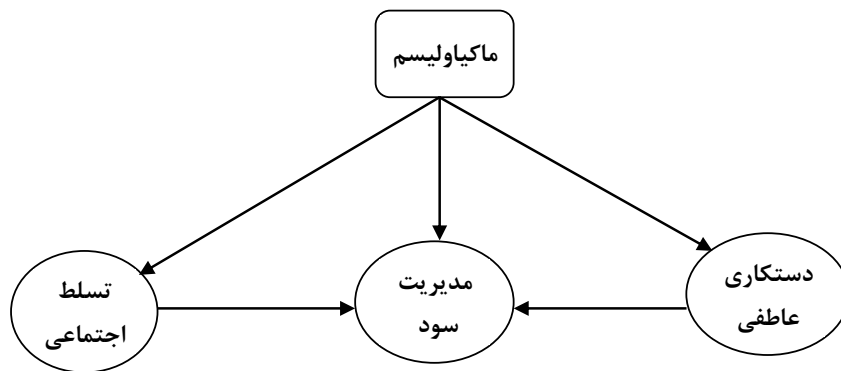 ماکیاولیسم
دستکاری
عاطفی
مدیریت
سود
تسلط
اجتماعی